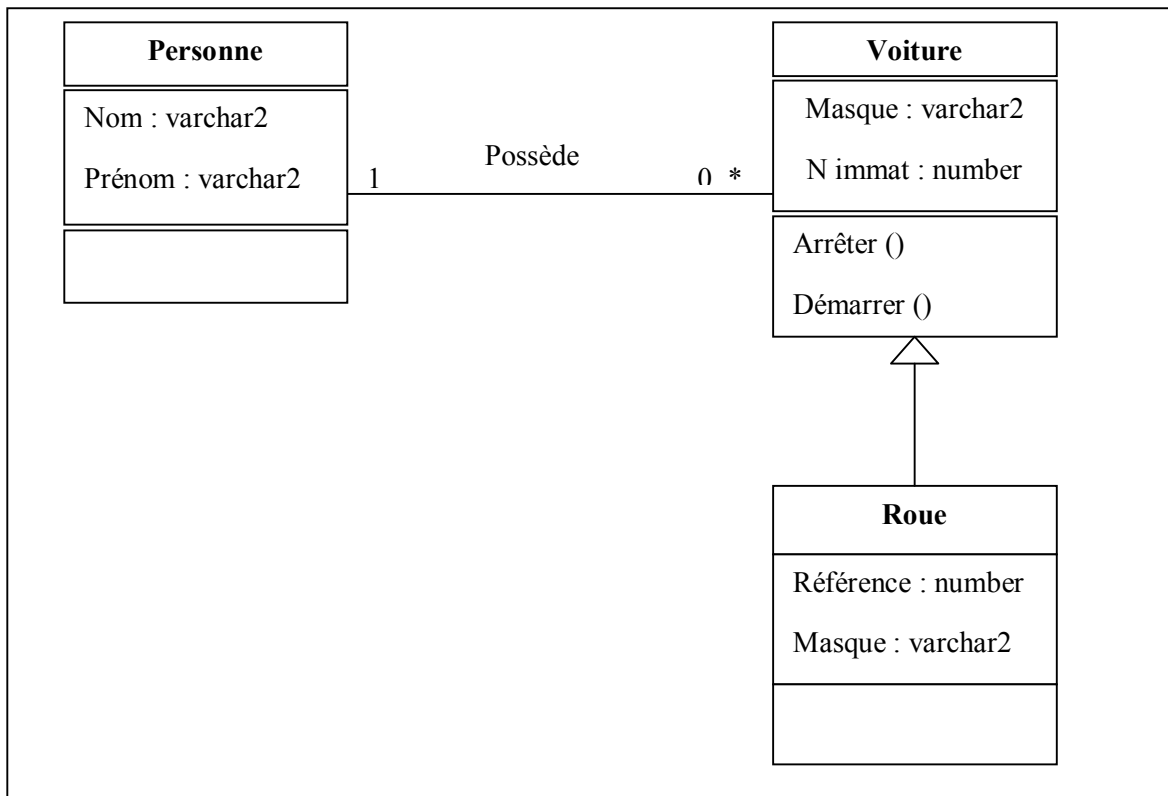 Personne
Nom : varchar2
Prénom : varchar2
Possède
1
0 *
Voiture
Masque : varchar2
N immat : number
Arrêter ()
Démarrer ()
Roue
Référence : number
Masque : varchar2